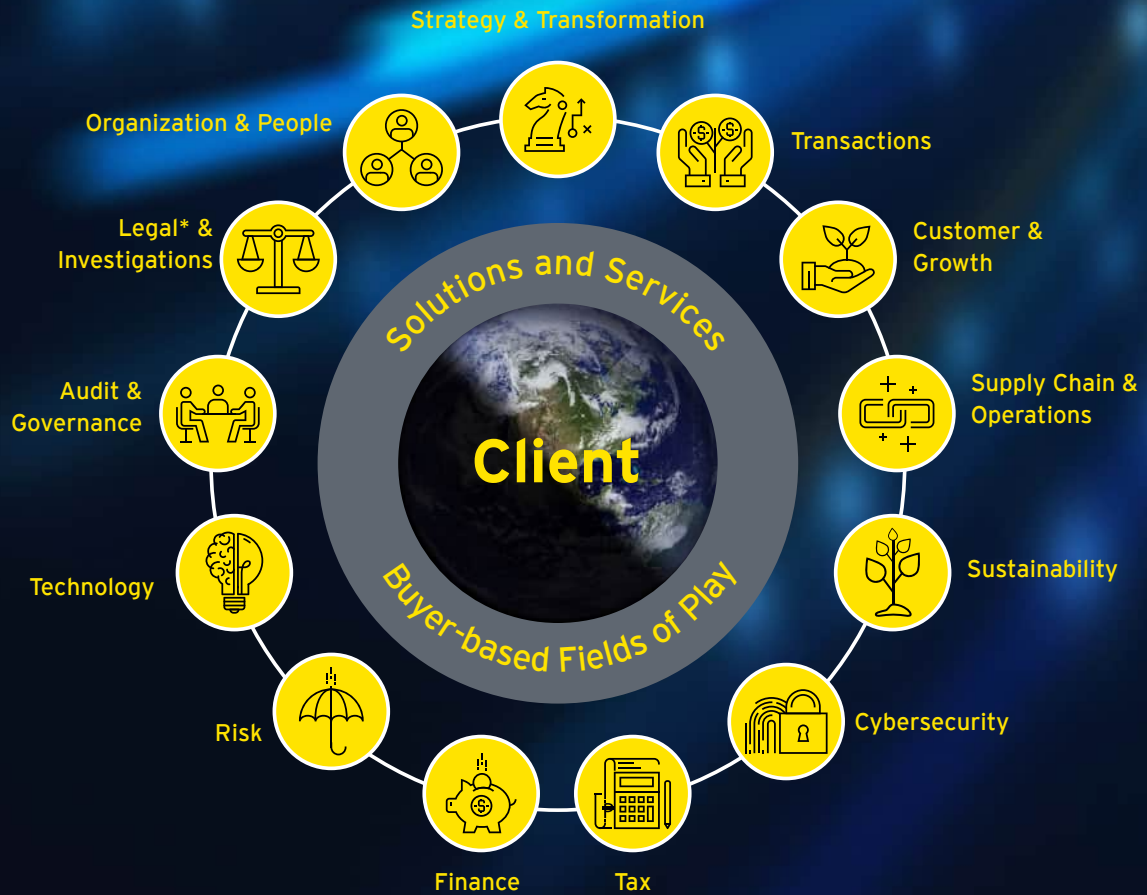 Strategy & Transformation
Organization & People
Transactions
Legal* &
Investigations
Customer &
Growth
Solutions and Services
Audit &
Governance
Supply Chain &
Operations
Client
Technology
Sustainability
Buyer-based Fields of Play
Risk
Cybersecurity
Finance
Tax